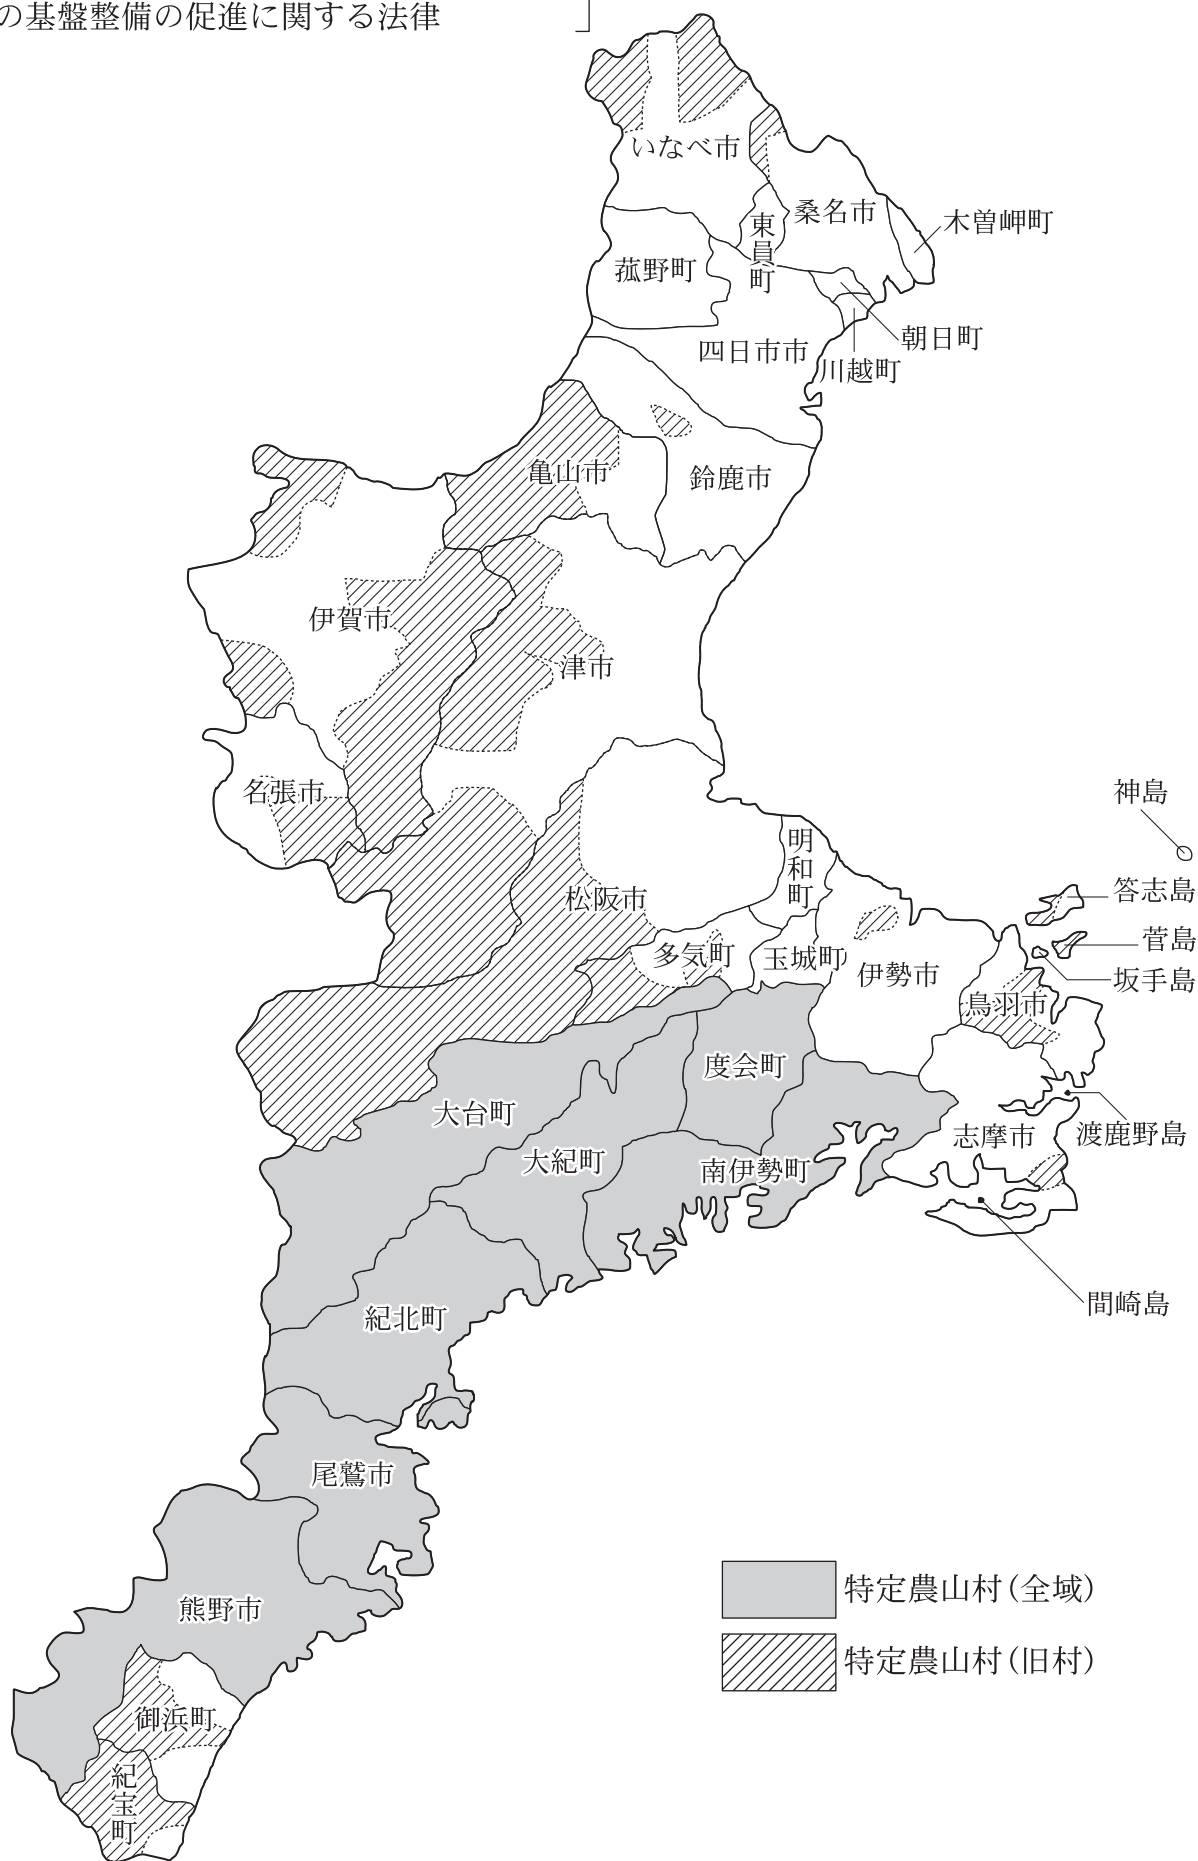 の基盤整備の促進に関する法律 」
いなべ市
桑名市
東員町
木曽岬町
菰野町
朝日町
四日市市
川越町
亀山市
鈴鹿市
伊賀市
津市
名張市
神島
明和町
答志島
松阪市
菅島
多気町
玉城町
伊勢市
坂手島
鳥羽市
度会町
大台町
志摩市
渡鹿野島
大紀町
南伊勢町
間崎島
紀北町
尾鷲市
特定農山村(全域)
熊野市
特定農山村(旧村)
御浜町
紀宝町